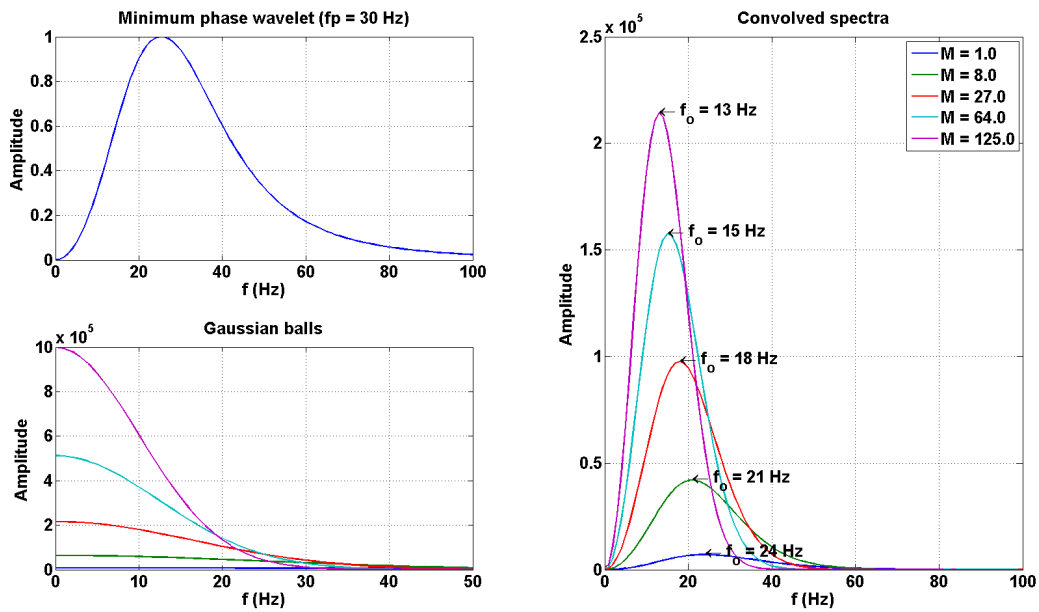 Minimum phase wavelet (fp = 30 Hz)
Amplitude
1
0.8
0.6
0.4
0.2
0
0 20 40 60 80 100
f (Hz)
Gaussian balls
x 10^5
Amplitude
10
8
6
4
2
0
0 10 20 30 40 50
f (Hz)
Convolved spectra
x 10^5
Amplitude
2.5
2
1.5
1
0.5
0
0 20 40 60 80 100
f (Hz)
M = 1.0
M = 8.0
M = 27.0
M = 64.0
M = 125.0
f_o = 13 Hz
f_o = 15 Hz
f_o = 18 Hz
f_o = 21 Hz
f_o = 24 Hz